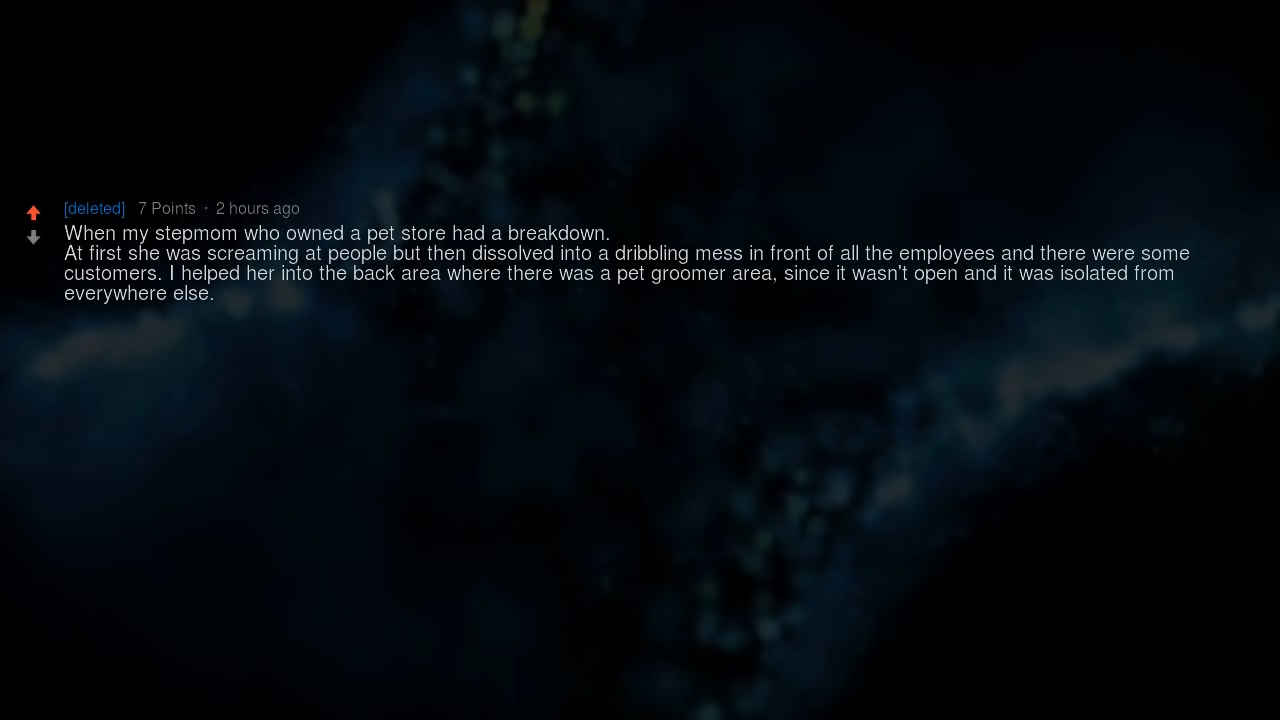 [deleted] 7 Points · 2 hours ago
When my stepmom who owned a pet store had a breakdown.
At first she was screaming at people but then dissolved into a dribbling mess in front of all the employees and there were some
customers. I helped her into the back area where there was a pet groomer area, since it wasn't open and it was isolated from
everywhere else.